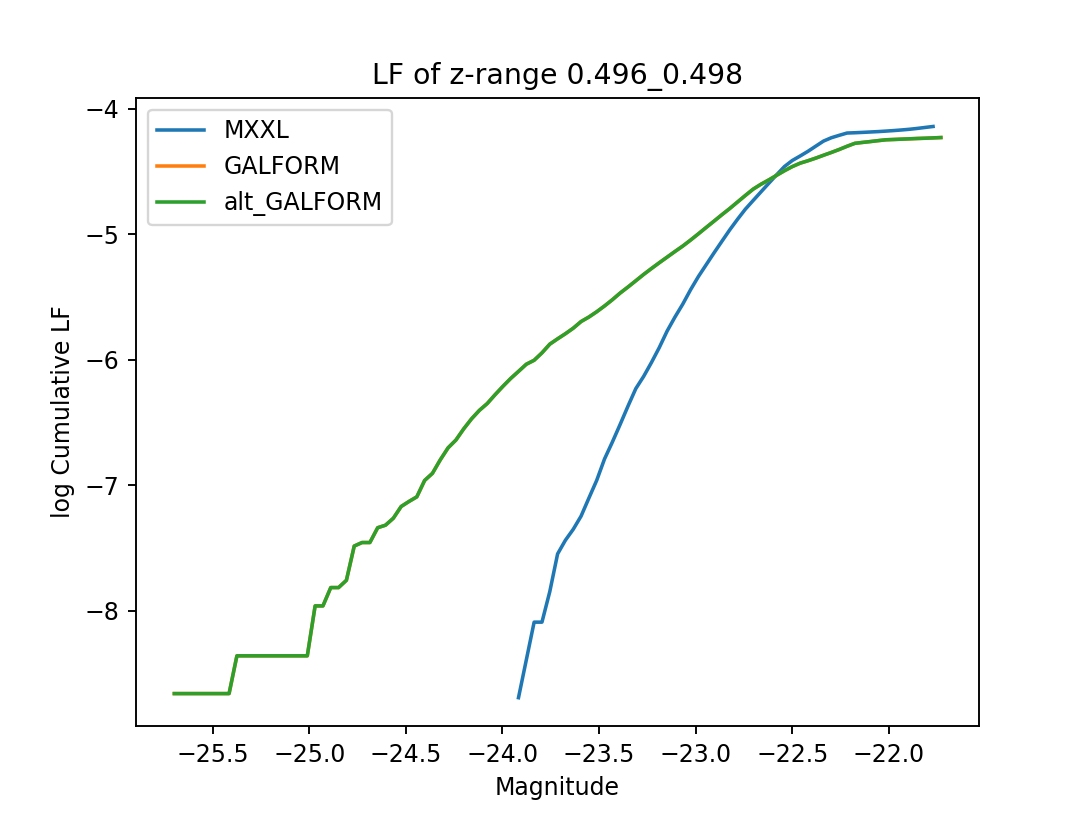 LF of z-range 0.496_0.498
MXXL
GALFORM
alt_GALFORM
log Cumulative LF
−4
−5
−6
−7
−8
−25.5 −25.0 −24.5 −24.0 −23.5 −23.0 −22.5 −22.0
Magnitude